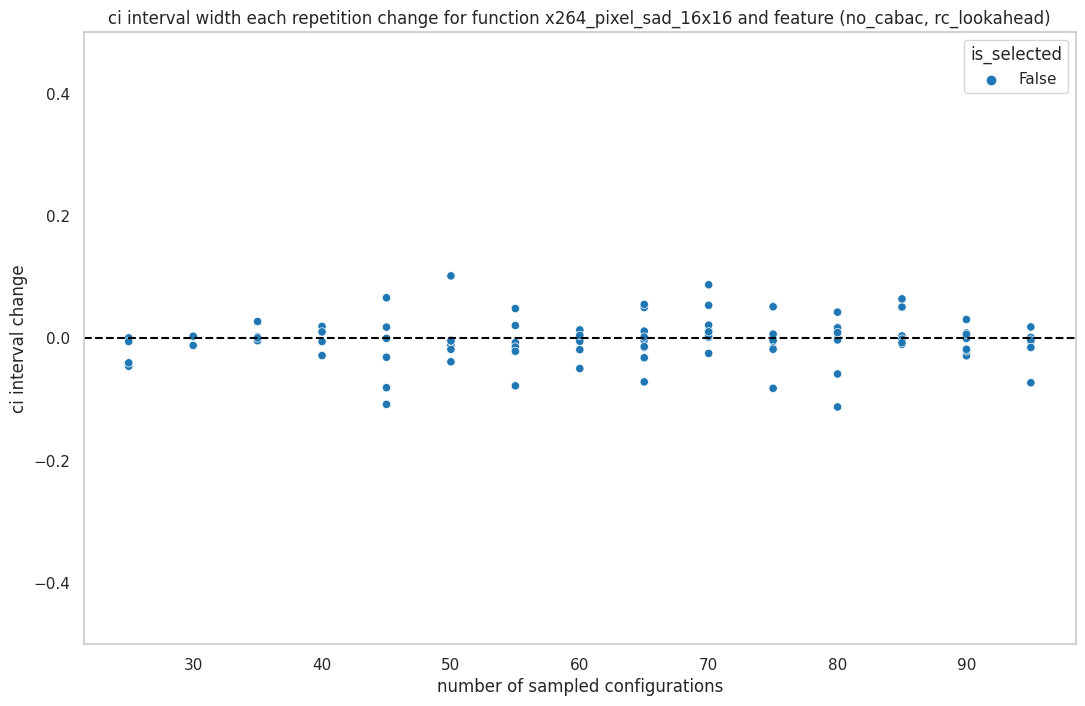 ci interval width each repetition change for function x264_pixel_sad_16x16 and feature (no_cabac, rc_lookahead)
is_selected
False
ci interval change
0.4
0.2
0.0
−0.2
−0.4
30 40 50 60 70 80 90
number of sampled configurations